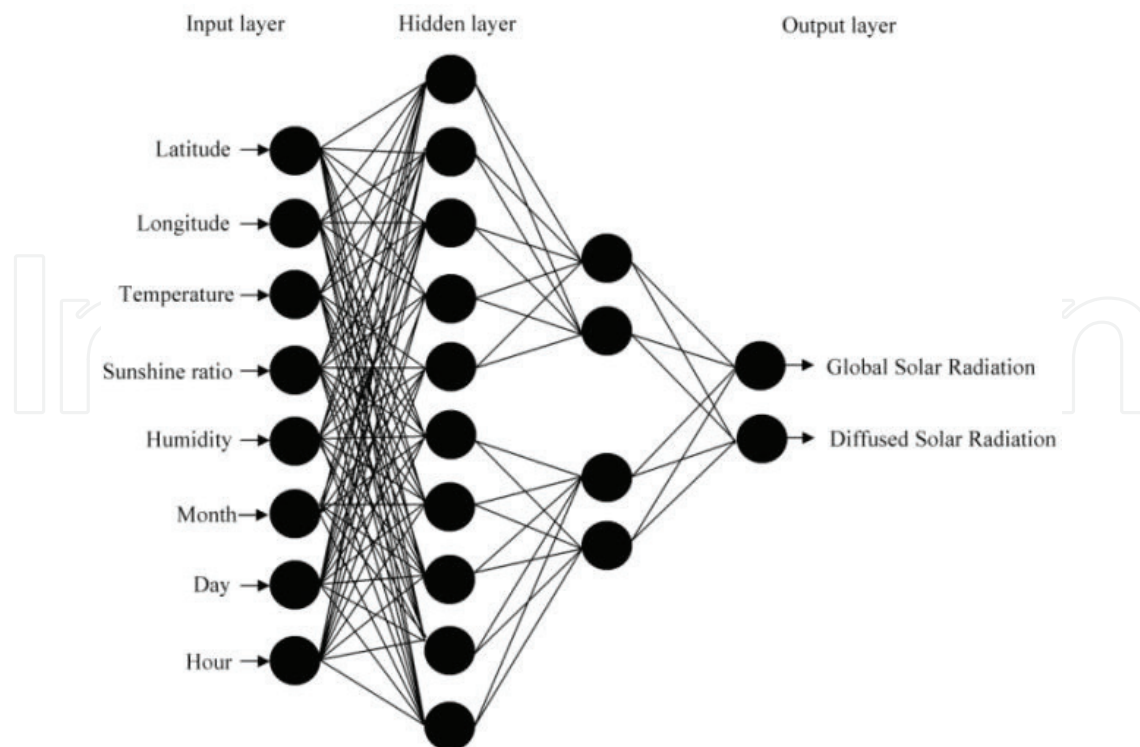 Input layer
Hidden layer
Output layer
Latitude
Longitude
Temperature
Sunshine ratio
Humidity
Month
Day
Hour
Global Solar Radiation
Diffused Solar Radiation